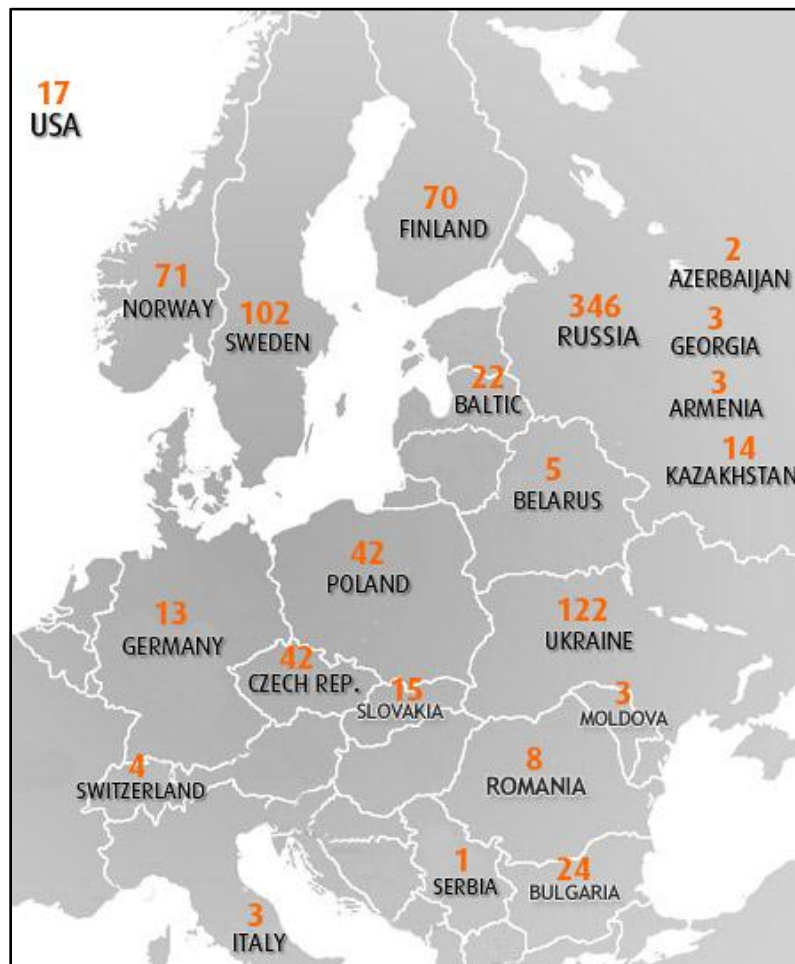 17
USA
70
FINLAND
2
AZERBAIJAN
71
NORWAY
102
SWEDEN
346
RUSSIA
3
GEORGIA
22
BALTIC
3
ARMENIA
14
KAZAKHSTAN
5
BELARUS
42
POLAND
13
GERMANY
122
UKRAINE
42
CZECH REP.
15
SLOVAKIA
3
MOLDOVA
4
SWITZERLAND
8
ROMANIA
1
SERBIA
24
BULGARIA
3
ITALY